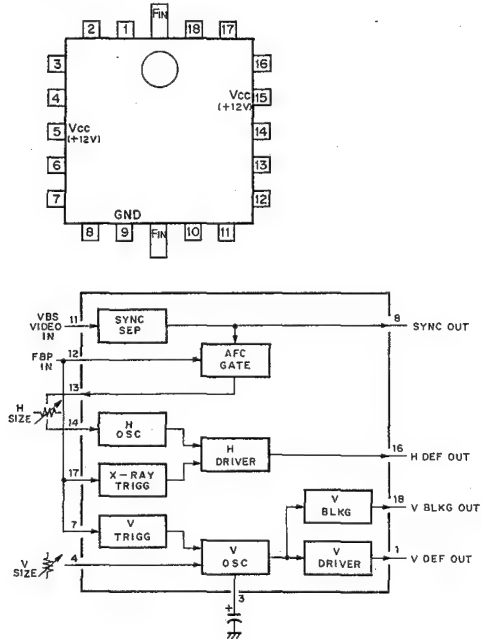 2 1 FIN 18 17
3 16
4 VCC 15
(+12V)
5 VCC 14
(+12V)
6 13
7 12
GND
8 9 FIN 10 11
VBS
VIDEO
IN
11
SYNC
SEP
8
SYNC OUT
FBP
IN
12
AFC
GATE
13
H
SIZE
14
H
OSC
H
DRIVER
16
H DEF OUT
17
X-RAY
TRIGG
V
BLKG
18
V BLKG OUT
7
V
TRIGG
V
SIZE
4
V
OSC
V
DRIVER
1
V DEF OUT
3
+